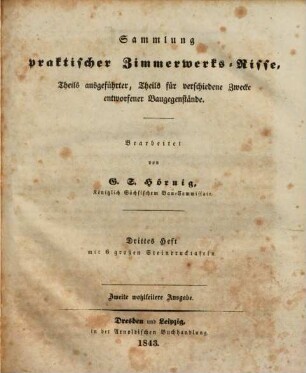 Sammlung
praktischer Zimmerwerks-Risse,
Theils ausgeführter, Theils für verschiedene Zwecke
entworfener Baugegenstände.
Bearbeitet
von
G. S. Hörnig,
Königlich Sächsischem Bau-Commissair.
Drittes Heft
mit 6 großen Steindrucktafeln
Zweite wohlfeilere Ausgabe.
Dresden und Leipzig,
in der Arnoldischen Buchhandlung
1843.